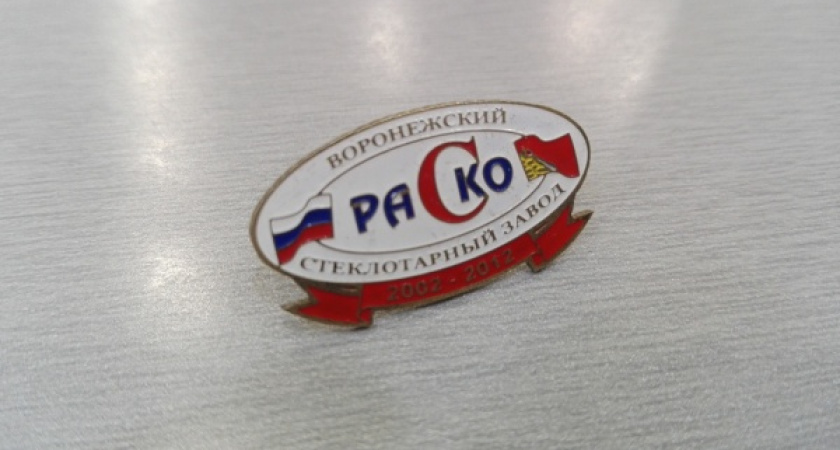 ВОРОНЕЖСКИЙ
РАСКО
СТЕКЛОТАРНЫЙ ЗАВОД
2002 - 2012